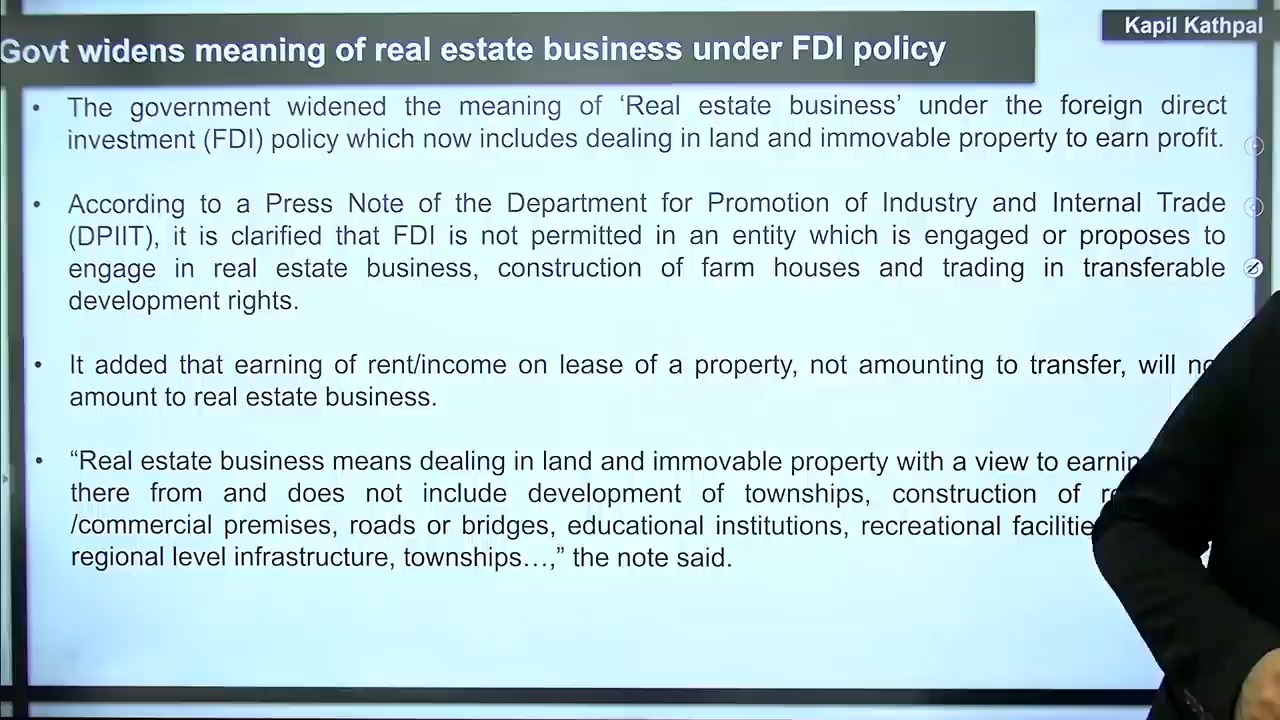 Kapil Kathpal
Govt widens meaning of real estate business under FDI policy
• The government widened the meaning of ‘Real estate business’ under the foreign direct
investment (FDI) policy which now includes dealing in land and immovable property to earn profit.
• According to a Press Note of the Department for Promotion of Industry and Internal Trade
(DPIIT), it is clarified that FDI is not permitted in an entity which is engaged or proposes to
engage in real estate business, construction of farm houses and trading in transferable
development rights.
• It added that earning of rent/income on lease of a property, not amounting to transfer, will
amount to real estate business.
• “Real estate business means dealing in land and immovable property with a view to
there from and does not include development of townships, construction of
/commercial premises, roads or bridges, educational institutions, recreational
regional level infrastructure, townships…,” the note said.